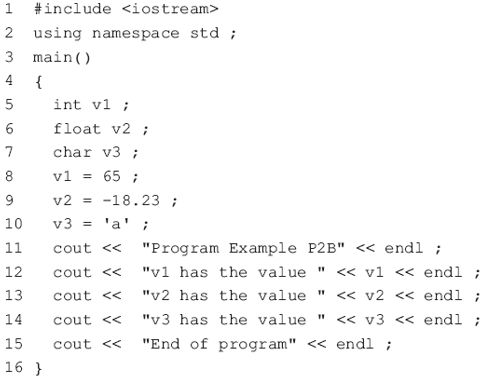 1 #include <iostream>
2 using namespace std ;
3 main()
4 {
5   int v1 ;
6   float v2 ;
7   char v3 ;
8   v1 = 65 ;
9   v2 = -18.23 ;
10   v3 = 'a' ;
11   cout <<  "Program Example P2B" << endl ;
12   cout <<  "v1 has the value " << v1 << endl ;
13   cout <<  "v2 has the value " << v2 << endl ;
14   cout <<  "v3 has the value " << v3 << endl ;
15   cout <<  "End of program" << endl ;
16 }